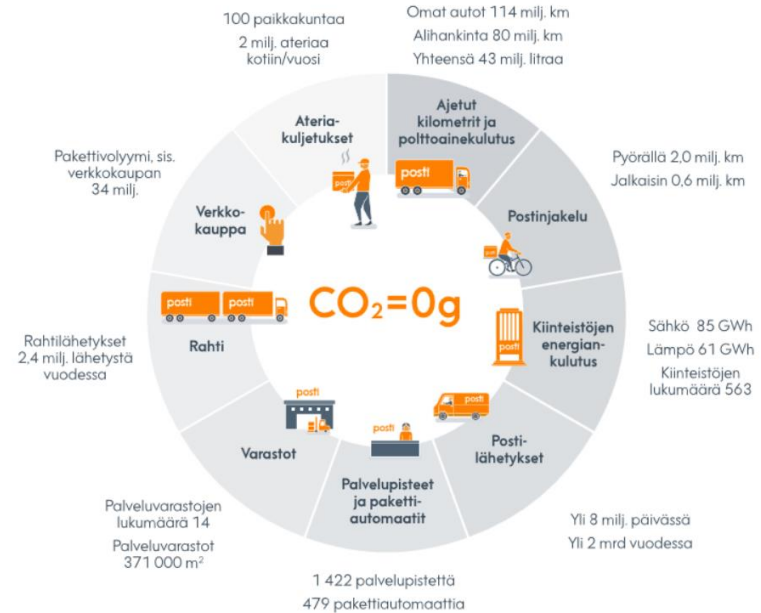 100 paikkakuntaa
2 milj. ateriaa
kotiin/vuosi
Omat autot 114 milj. km
Alihankinta 80 milj. km
Yhteensä 43 milj. litraa
Ateria-
kuljetukset
posti
Ajetut
kilometrit ja
polttoainekulutus
posti
Pyörällä 2,0 milj. km
Jalkaisin 0,6 milj. km
Postinjakelu
posti
Sähkö 85 GWh
Lämpö 61 GWh
Kiinteistöjen
lukumäärä 563
Kiinteistöjen
energian-
kulutus
posti
Yli 8 milj. päivässä
Yli 2 mrd vuodessa
Posti-
lähetykset
posti
Palvelupisteet
ja paketti-
automaatit
posti
1 422 palvelupistettä
479 pakettiautomaattia
Varastot
posti
Palveluvarastojen
lukumäärä 14
Palveluvarastot
371 000 m²
Rahti
posti posti
Rahtilähetykset
2,4 milj. lähetystä
vuodessa
Verkko-
kauppa
Pakettivolyymi, sis.
verkkokaupan
34 milj.
CO₂=0g